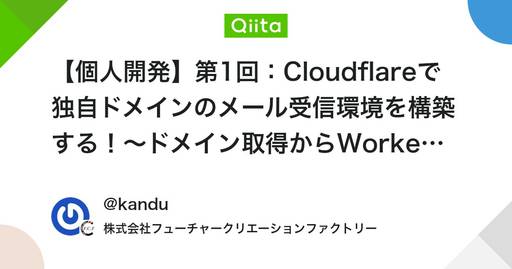 Qiita
【個人開発】第1回：Cloudflareで
独自ドメインのメール受信環境を構築
する！〜ドメイン取得からWorke…
@kandu
株式会社フューチャークリエーションファクトリー